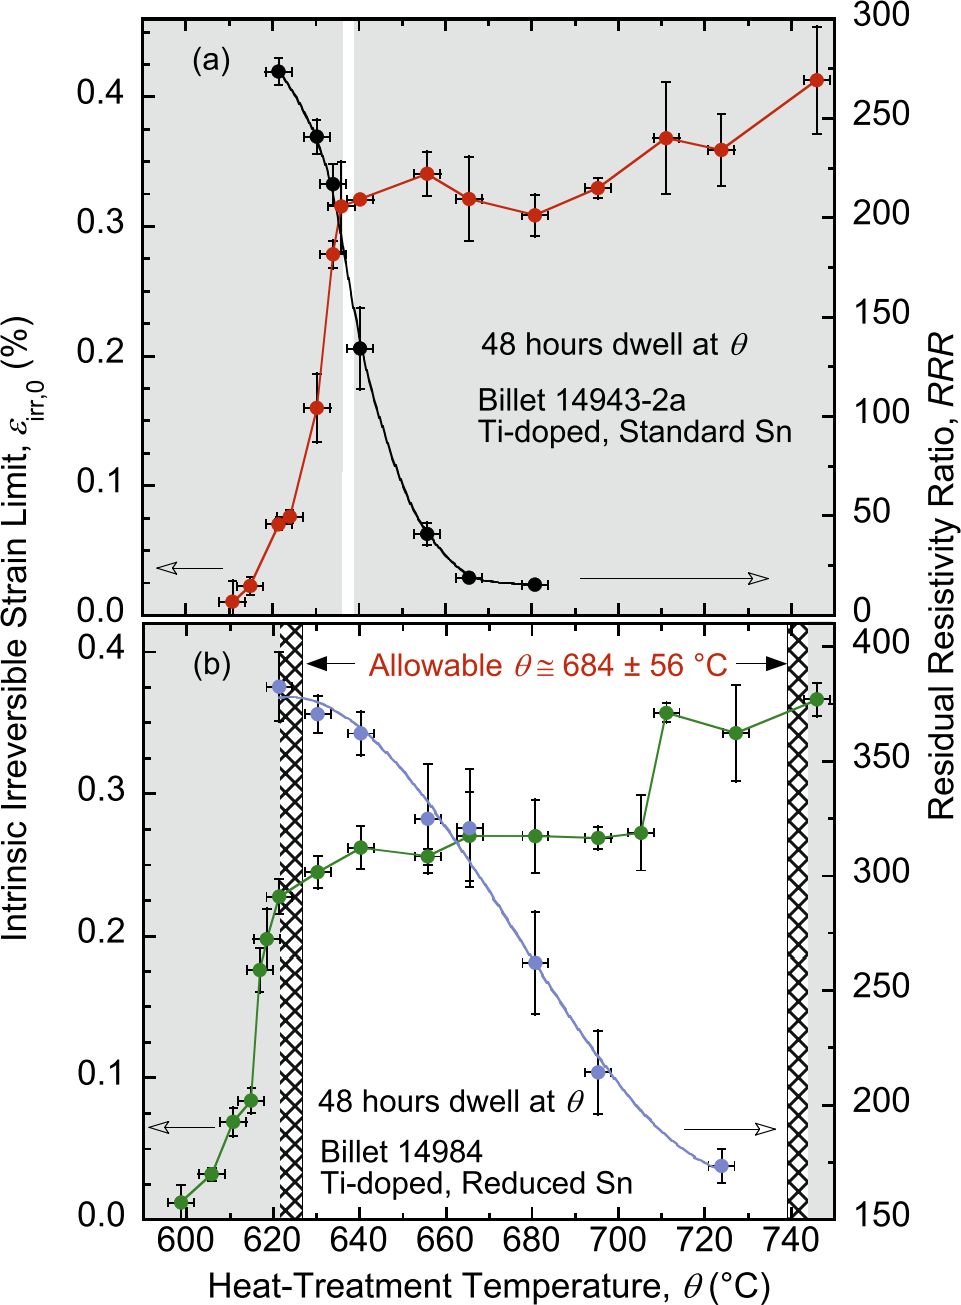 (a)
300
0.4
250
0.3
200
48 hours dwell at θ
150
0.2
Billet 14943-2a
Ti-doped, Standard Sn
100
0.1
50
0.0
0
Intrinsic Irreversible Strain Limit, εirr,0 (%)
Residual Resistivity Ratio, RRR
(b)
Allowable θ ≅ 684 ± 56 °C
0.4
400
350
0.3
300
0.2
250
0.1
48 hours dwell at θ
200
Billet 14984
Ti-doped, Reduced Sn
0.0
150
600 620 640 660 680 700 720 740
Heat-Treatment Temperature, θ (°C)